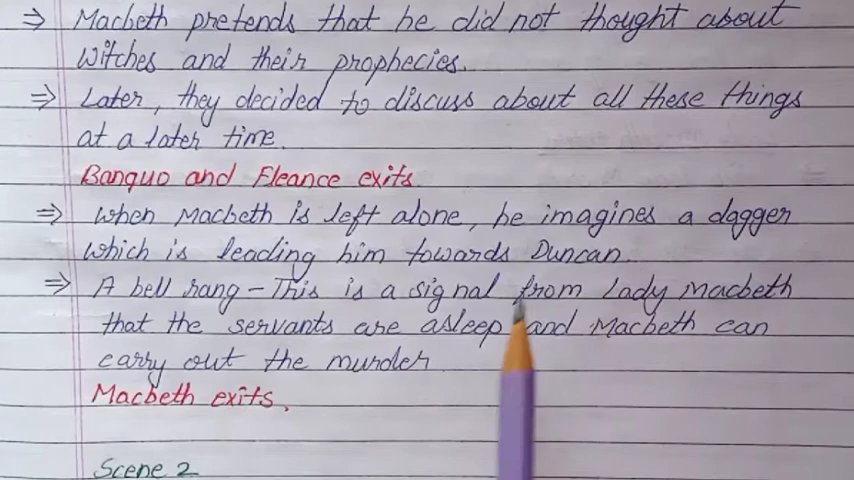 ⇒ Macbeth pretends that he did not thought about
witches and their prophecies.
⇒ Later, they decided to discuss about all these things
at a later time.
Banquo and Fleance exits.
⇒ When Macbeth is left alone, he imagines a dagger
which is leading him towards Duncan.
⇒ A bell rang - This is a signal from Lady Macbeth
that the servants are asleep and Macbeth can
carry out the murder.
Macbeth exits.
Scene 2